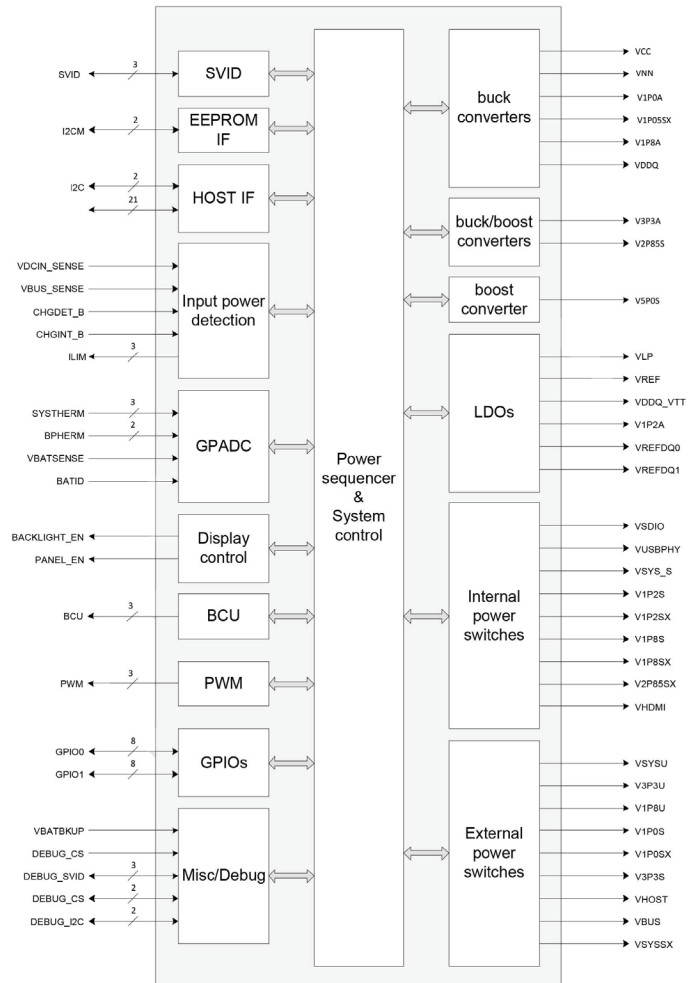 SVID
3
SVID
I2CM
2
EEPROM
IF
I2C
2
21
HOST IF
VDCIN_SENSE
VBUS_SENSE
CHGDET_B
CHGINT_B
ILIM
3
Input power
detection
SYSTHERM
3
BPHERM
2
VBATSENSE
BATID
GPADC
BACKLIGHT_EN
PANEL_EN
Display
control
BCU
3
BCU
PWM
3
PWM
GPIO0
8
GPIO1
8
GPIOs
VBATBKUP
DEBUG_CS
DEBUG_SVID
3
DEBUG_CS
2
DEBUG_I2C
2
Misc/Debug
Power
sequencer
&
System
control
buck
converters
VCC
VNN
V1P0A
V1P05SX
V1P8A
VDDQ
buck/boost
converters
V3P3A
V2P85S
boost
converter
V5P0S
LDOs
VLP
VREF
VDDQ_VTT
V1P2A
VREFDQ0
VREFDQ1
Internal
power
switches
VSDIO
VUSBPHY
VSYS_S
V1P2S
V1P2SX
V1P8S
V1P8SX
V2P85SX
VHDMI
External
power
switches
VSYSU
V3P3U
V1P8U
V1P0S
V1P0SX
V3P3S
VHOST
VBUS
VSYSSX